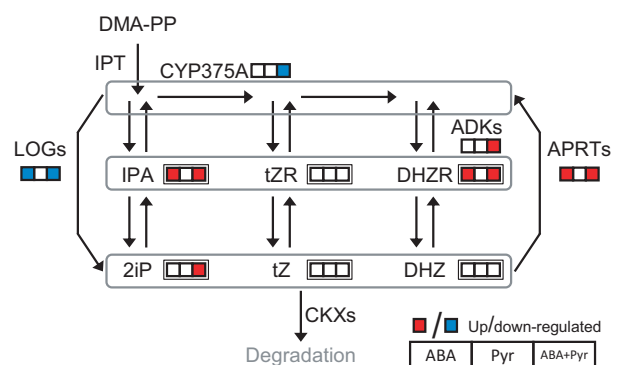 DMA-PP
IPT
CYP375A
LOGs
ADKs
APRTs
IPA
tZR
DHZR
2iP
tZ
DHZ
CKXs
Degradation
/ Up/down-regulated
ABA Pyr ABA+Pyr